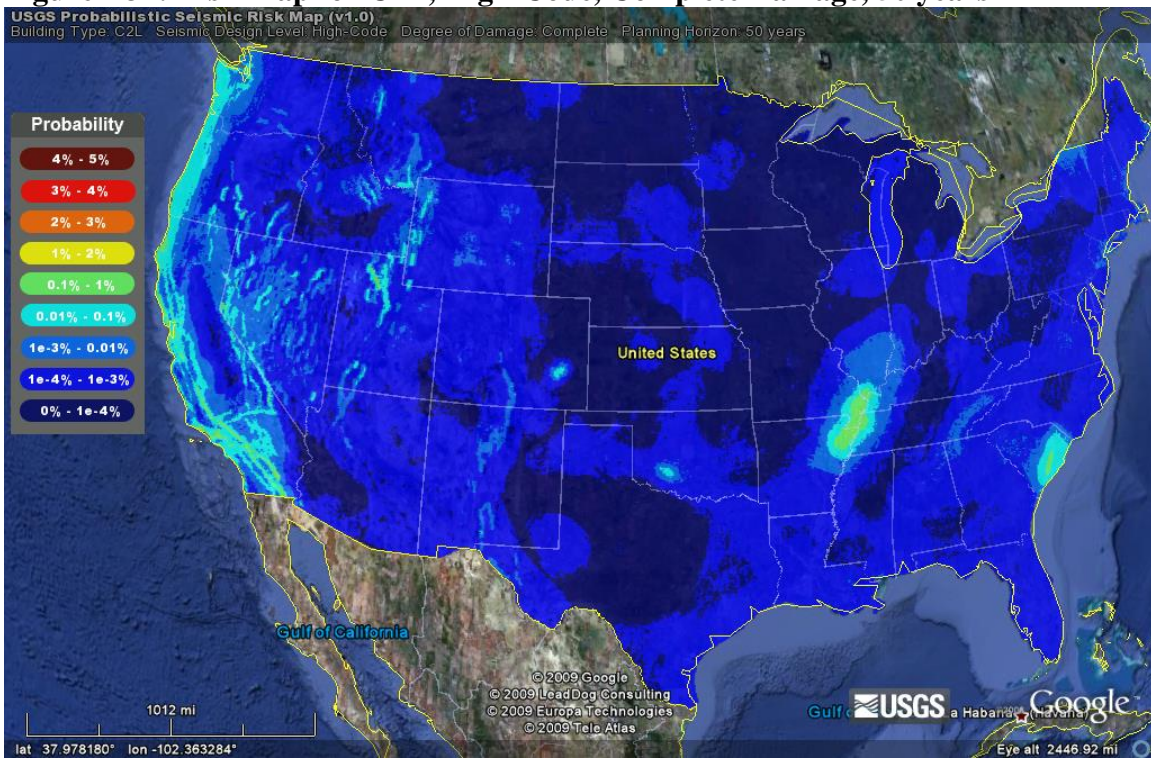 USGS Probabilistic Seismic Risk Map (v1.0)
Building Type: C2L Seismic Design Level: High-Code Degree of Damage: Complete Planning Horizon: 50 years
Probability
4% - 5%
3% - 4%
2% - 3%
1% - 2%
0.1% - 1%
0.01% - 0.1%
1e-3% - 0.01%
1e-4% - 1e-3%
0% - 1e-4%
United States
Gulf of California
© 2009 Google
© 2009 LeadDog Consulting
© 2009 Europa Technologies
© 2009 Tele Atlas
1012 mi
Gulf
USGS
a Habana (Havana)
Google
lat 37.978180° lon -102.363284°
Eye alt 2446.92 mi